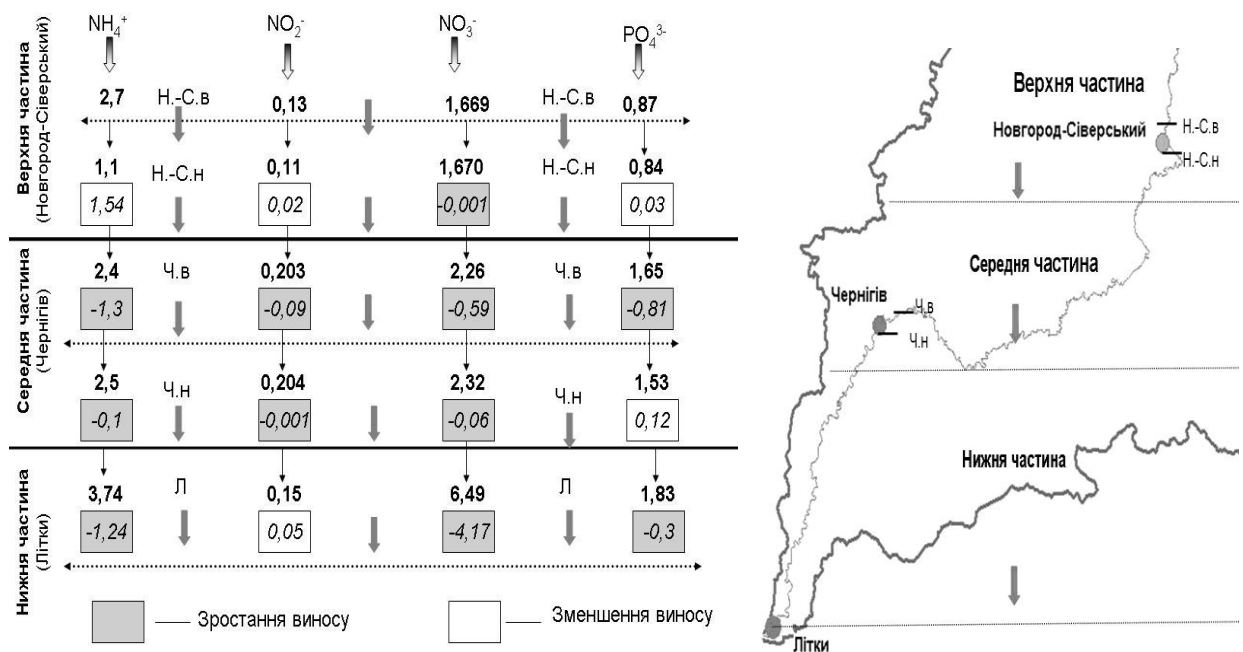 NH₄⁺ NO₂⁻ NO₃⁻ PO₄³⁻
Верхня частина
(Новгород-Сіверський)
2,7 Н.-С.в 0,13 1,669 Н.-С.в 0,87
1,1 Н.-С.н 0,11 1,670 Н.-С.н 0,84
1,54 0,02 -0,001 0,03
Середня частина
(Чернігів)
2,4 Ч.в 0,203 2,26 Ч.в 1,65
-1,3 -0,09 -0,59 -0,81
2,5 Ч.н 0,204 2,32 Ч.н 1,53
-0,1 -0,001 -0,06 0,12
Нижня частина
(Літки)
3,74 Л 0,15 6,49 Л 1,83
-1,24 0,05 -4,17 -0,3
Зростання виносу Зменшення виносу
Верхня частина
Новгород-Сіверський
Н.-С.в
Н.-С.н
Середня частина
Чернігів
Ч.в
Ч.н
Нижня частина
Літки